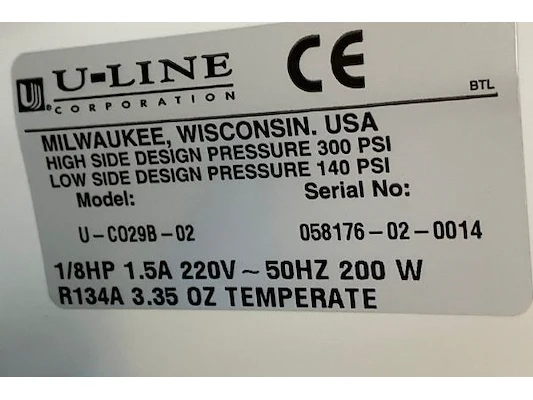 U U-LINE CE
® CORPORATION
BTL
MILWAUKEE, WISCONSIN. USA
HIGH SIDE DESIGN PRESSURE 300 PSI
LOW SIDE DESIGN PRESSURE 140 PSI
Model: Serial No:
U-CO29B-02 058176-02-0014
1/8HP 1.5A 220V ~ 50HZ 200 W
R134A 3.35 OZ TEMPERATE